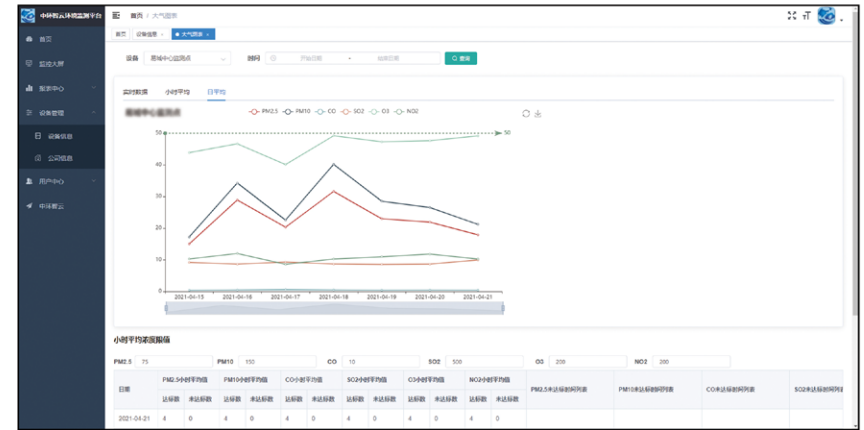 中环数云环境监测平台
首页 / 大气图表
首页
监控大屏
报表中心
设备管理
设备信息
公司信息
用户中心
中环数云
首页 设备信息 × 大气图表 ×
设备 时间 开始日期 - 结束日期 查询
实时数据 小时平均 日平均
PM2.5 PM10 CO SO2 O3 NO2
50 50
40
30
20
10
0
2021-04-15 2021-04-16 2021-04-17 2021-04-18 2021-04-19 2021-04-20 2021-04-21
小时平均浓度限值
PM2.5 75 PM10 150 CO 10 SO2 500 O3 200 NO2 200
日期 PM2.5小时平均值 PM10小时平均值 CO小时平均值 SO2小时平均值 O3小时平均值 NO2小时平均值 PM2.5未达标时间列表 PM10未达标时间列表 CO未达标时间列表 SO2未达标时间列表
达标数 未达标数 达标数 未达标数 达标数 未达标数 达标数 未达标数 达标数 未达标数 达标数 未达标数
2021-04-21 4 0 4 0 4 0 4 0 4 0 4 0